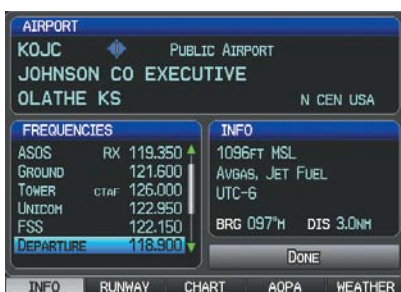 AIRPORT
KOJC PUBLIC AIRPORT
JOHNSON CO EXECUTIVE
OLATHE KS N CEN USA
FREQUENCIES
ASOS RX 119.350
GROUND 121.600
TOWER CTAF 126.000
UNICOM 122.950
FSS 122.150
DEPARTURE 118.900
INFO
1096FT MSL
AVGAS, JET FUEL
UTC-6
BRG 097°M DIS 3.0NM
DONE
INFO RUNWAY CHART AOPA WEATHER